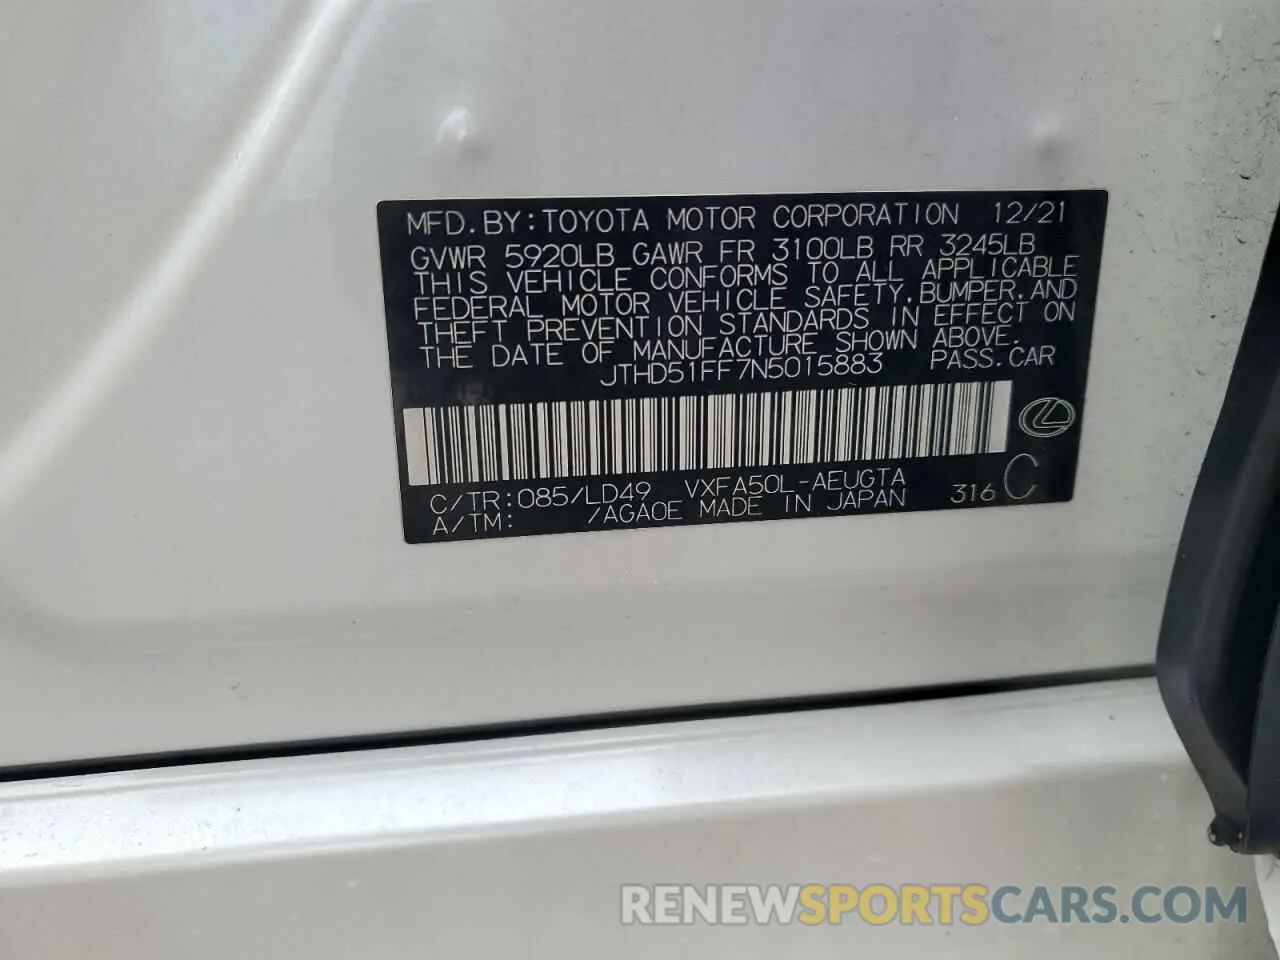 MFD.BY:TOYOTA MOTOR CORPORATION 12/21
GVWR 5920LB GAWR FR 3100LB RR 3245LB
THIS VEHICLE CONFORMS TO ALL APPLICABLE
FEDERAL MOTOR VEHICLE SAFETY,BUMPER,AND
THEFT PREVENTION STANDARDS IN EFFECT ON
THE DATE OF MANUFACTURE SHOWN ABOVE.
JTHD51FF7N5015883 PASS.CAR
C/TR:085/LD49 VXFA50L-AEUGTA 316 C
A/TM: /AGA0E MADE IN JAPAN
RENEWSPORTSCARS.COM